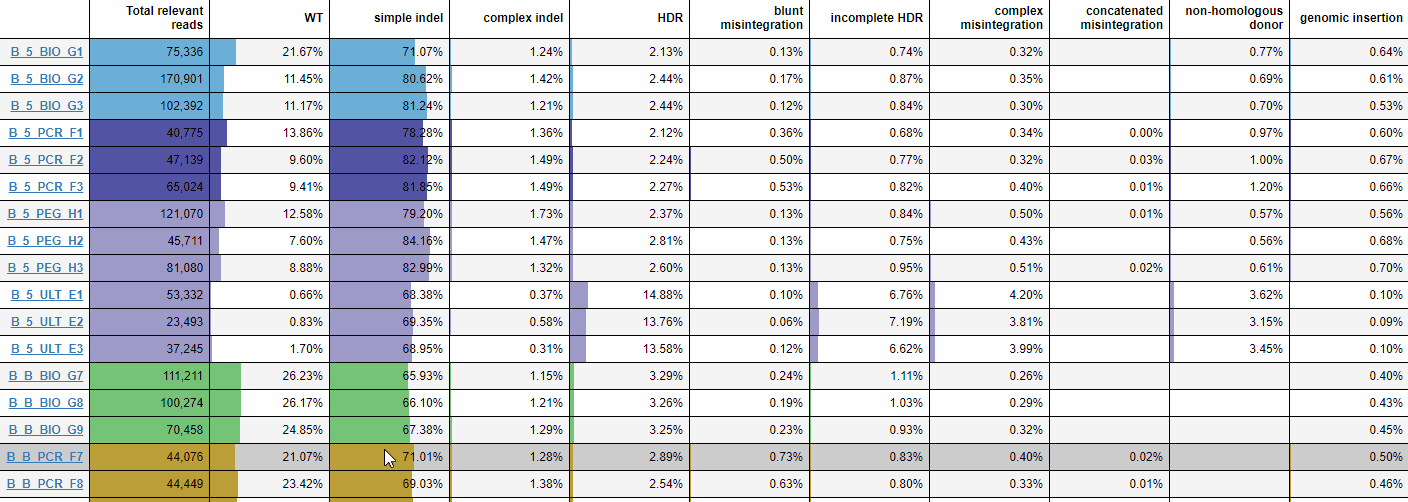 Total relevant reads WT simple indel complex indel HDR blunt misintegration incomplete HDR complex misintegration concatenated misintegration non-homologous donor genomic insertion
B_5_BIO_G1 75,336 21.67% 71.07% 1.24% 2.13% 0.13% 0.74% 0.32% 0.77% 0.64%
B_5_BIO_G2 170,901 11.45% 80.62% 1.42% 2.44% 0.17% 0.87% 0.35% 0.69% 0.61%
B_5_BIO_G3 102,392 11.17% 81.24% 1.21% 2.44% 0.12% 0.84% 0.30% 0.70% 0.53%
B_5_PCR_F1 40,775 13.86% 78.28% 1.36% 2.12% 0.36% 0.68% 0.34% 0.00% 0.97% 0.60%
B_5_PCR_F2 47,139 9.60% 82.12% 1.49% 2.24% 0.50% 0.77% 0.32% 0.03% 1.00% 0.67%
B_5_PCR_F3 65,024 9.41% 81.85% 1.49% 2.27% 0.53% 0.82% 0.40% 0.01% 1.20% 0.66%
B_5_PEG_H1 121,070 12.58% 79.20% 1.73% 2.37% 0.13% 0.84% 0.50% 0.01% 0.57% 0.56%
B_5_PEG_H2 45,711 7.60% 84.16% 1.47% 2.81% 0.13% 0.75% 0.43% 0.56% 0.68%
B_5_PEG_H3 81,080 8.88% 82.99% 1.32% 2.60% 0.13% 0.95% 0.51% 0.02% 0.61% 0.70%
B_5_ULT_E1 53,332 0.66% 68.38% 0.37% 14.88% 0.10% 6.76% 4.20% 3.62% 0.10%
B_5_ULT_E2 23,493 0.83% 69.35% 0.58% 13.76% 0.06% 7.19% 3.81% 3.15% 0.09%
B_5_ULT_E3 37,245 1.70% 68.95% 0.31% 13.58% 0.12% 6.62% 3.99% 3.45% 0.10%
B_B_BIO_G7 111,211 26.23% 65.93% 1.15% 3.29% 0.24% 1.11% 0.26% 0.40%
B_B_BIO_G8 100,274 26.17% 66.10% 1.21% 3.26% 0.19% 1.03% 0.29% 0.43%
B_B_BIO_G9 70,458 24.85% 67.38% 1.29% 3.25% 0.23% 0.93% 0.32% 0.45%
B_B_PCR_F7 44,076 21.07% 71.01% 1.28% 2.89% 0.73% 0.83% 0.40% 0.02% 0.50%
B_B_PCR_F8 44,449 23.42% 69.03% 1.38% 2.54% 0.63% 0.80% 0.33% 0.01% 0.46%